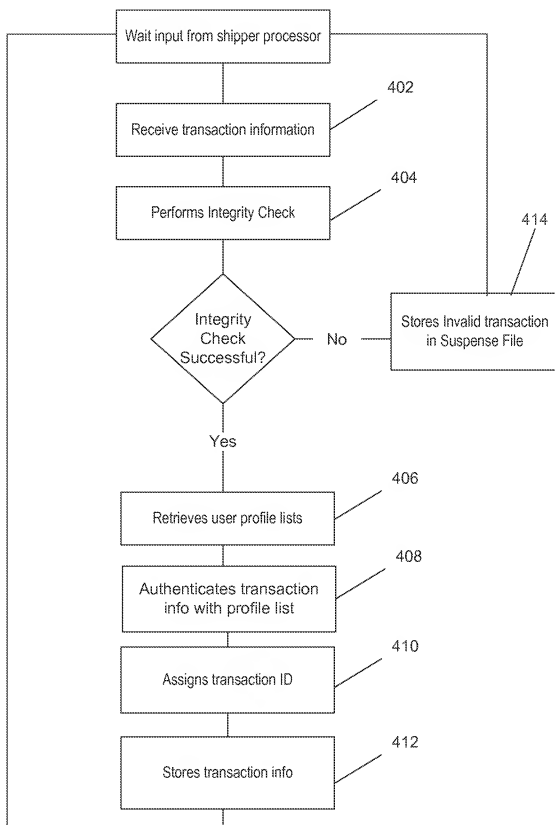 Wait input from shipper processor
402
Receive transaction information
404
Performs Integrity Check
414
Integrity
Check
Successful?
No
Stores Invalid transaction
in Suspense File
Yes
406
Retrieves user profile lists
408
Authenticates transaction
info with profile list
410
Assigns transaction ID
412
Stores transaction info